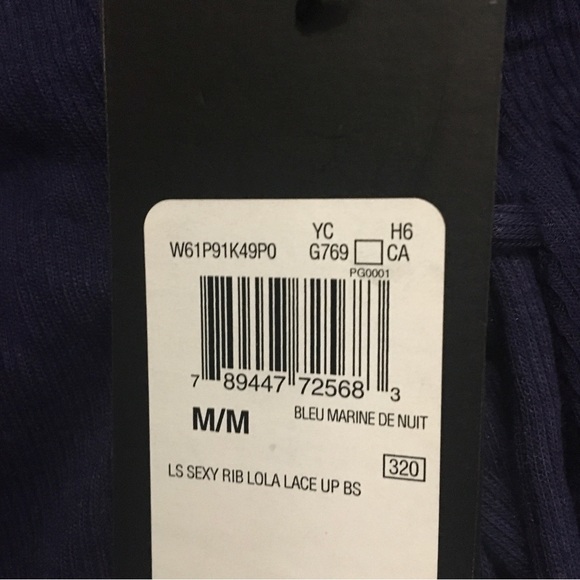 YC H6
W61P91K49P0 G769 CA
PG0001
7 89447 72568 3
M/M BLEU MARINE DE NUIT
320
LS SEXY RIB LOLA LACE UP BS